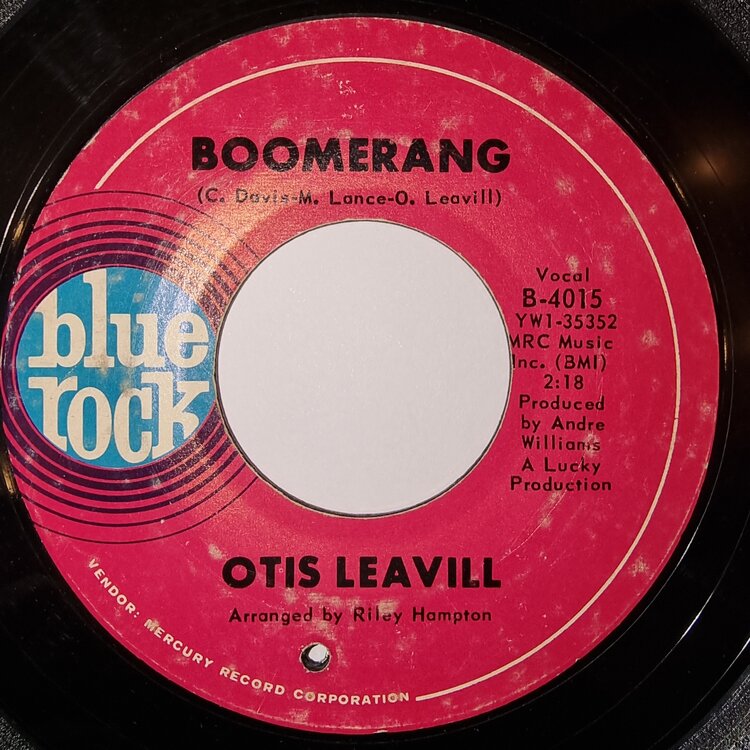 BOOMERANG
(C. Davis-M. Lance-O. Leavill)
blue
rock
Vocal
B-4015
YW1-35352
MRC Music
Inc. (BMI)
2:18
Produced
by Andre
Williams
A Lucky
Production
OTIS LEAVILL
Arranged by Riley Hampton
VENDOR: MERCURY RECORD CORPORATION